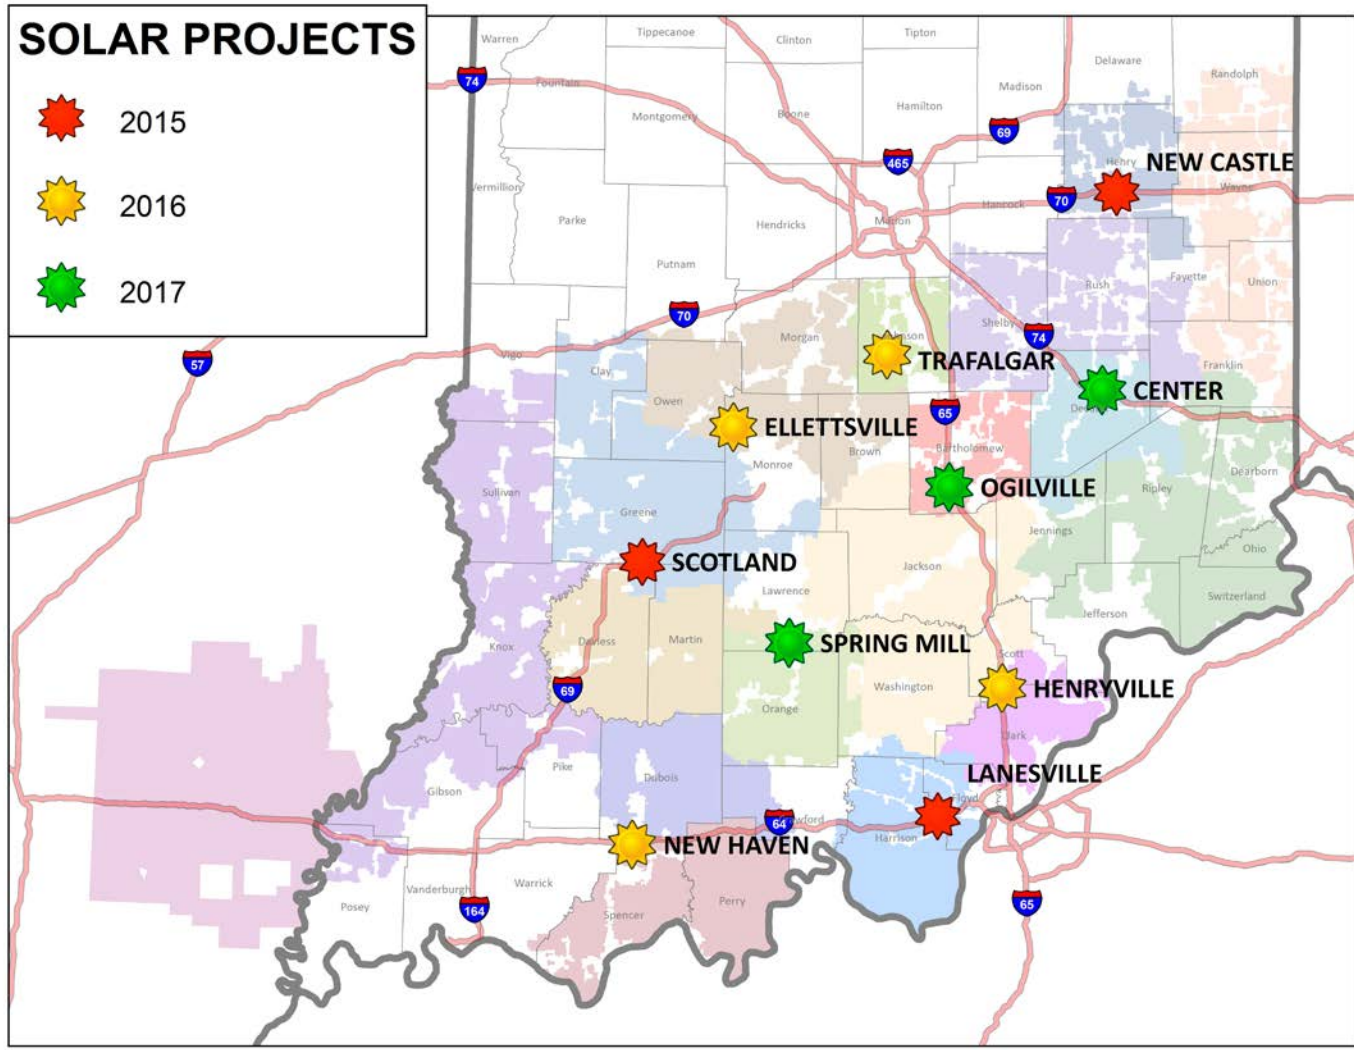 SOLAR PROJECTS
2015
2016
2017
Warren
Tippecanoe
Clinton
Tipton
Delaware
Randolph
74
Fountain
Montgomery
Boone
Hamilton
Madison
69
465
Henry
NEW CASTLE
Vermillion
Parke
Hendricks
Marion
Hancock
70
Wayne
Putnam
Rush
Fayette
Union
70
Morgan
Shelby
74
57
Vigo
Clay
TRAFALGAR
Franklin
Owen
65
CENTER
ELLETTSVILLE
Brown
Bartholomew
Monroe
Sullivan
OGILVILLE
Ripley
Dearborn
Greene
Jennings
Ohio
SCOTLAND
Jackson
Lawrence
Switzerland
Jefferson
Knox
Daviess
Martin
SPRING MILL
Scott
69
Washington
HENRYVILLE
Orange
Clark
Pike
Dubois
LANESVILLE
Gibson
Floyd
64
Harrison
NEW HAVEN
Vanderburgh
Warrick
Posey
164
Spencer
Perry
65